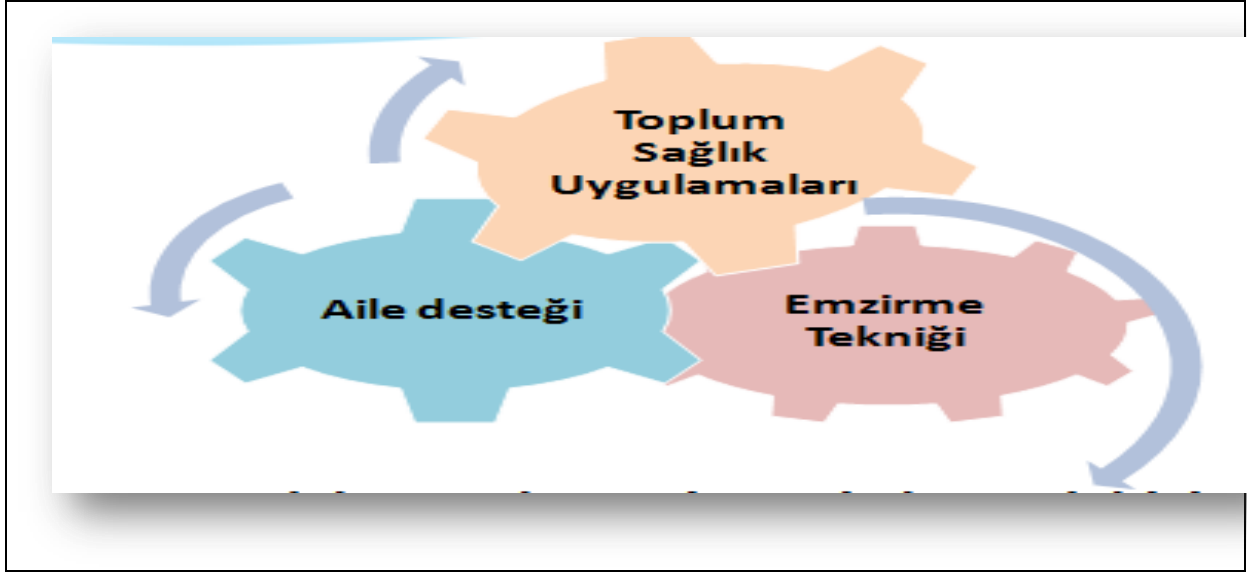 Toplum
Sağlık
Uygulamaları
Aile desteği
Emzirme
Tekniği